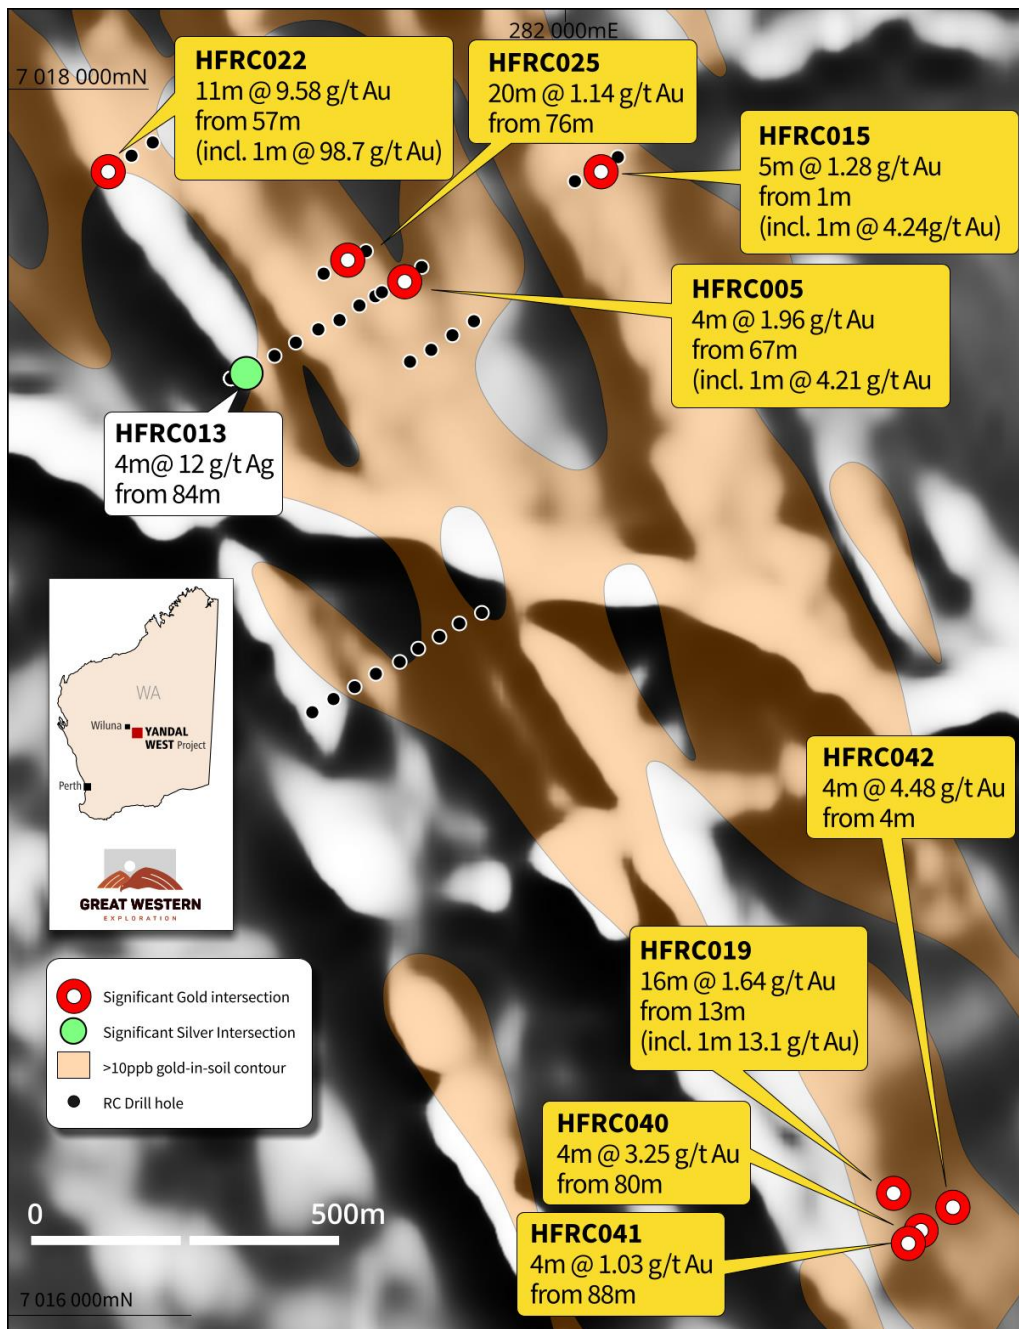 282 000mE
7 018 000mN
HFRC022
11m @ 9.58 g/t Au
from 57m
(incl. 1m @ 98.7 g/t Au)
HFRC025
20m @ 1.14 g/t Au
from 76m
HFRC015
5m @ 1.28 g/t Au
from 1m
(incl. 1m @ 4.24g/t Au)
HFRC005
4m @ 1.96 g/t Au
from 67m
(incl. 1m @ 4.21 g/t Au
HFRC013
4m@ 12 g/t Ag
from 84m
WA
Wiluna
YANDAL
WEST Project
Perth
GREAT WESTERN
EXPLORATION
HFRC042
4m @ 4.48 g/t Au
from 4m
HFRC019
16m @ 1.64 g/t Au
from 13m
(incl. 1m 13.1 g/t Au)
Significant Gold intersection
Significant Silver Intersection
>10ppb gold-in-soil contour
RC Drill hole
HFRC040
4m @ 3.25 g/t Au
from 80m
HFRC041
4m @ 1.03 g/t Au
from 88m
0 500m
7 016 000mN